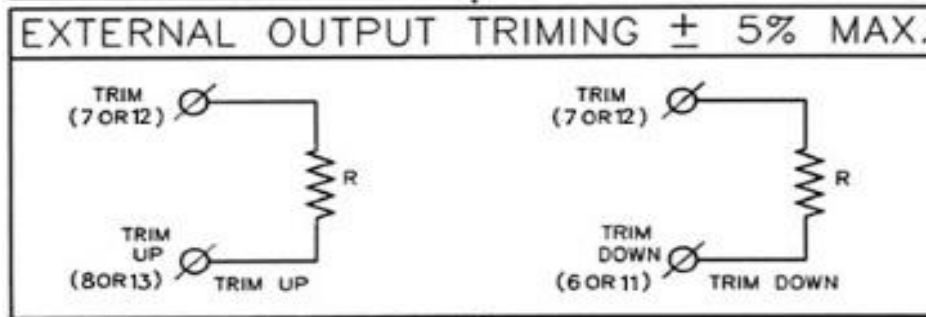 EXTERNAL OUTPUT TRIMING ± 5% MAX.
TRIM
(7 OR 12)
R
TRIM
UP
(8 OR 13)
TRIM UP
TRIM
(7 OR 12)
R
TRIM
DOWN
(6 OR 11)
TRIM DOWN